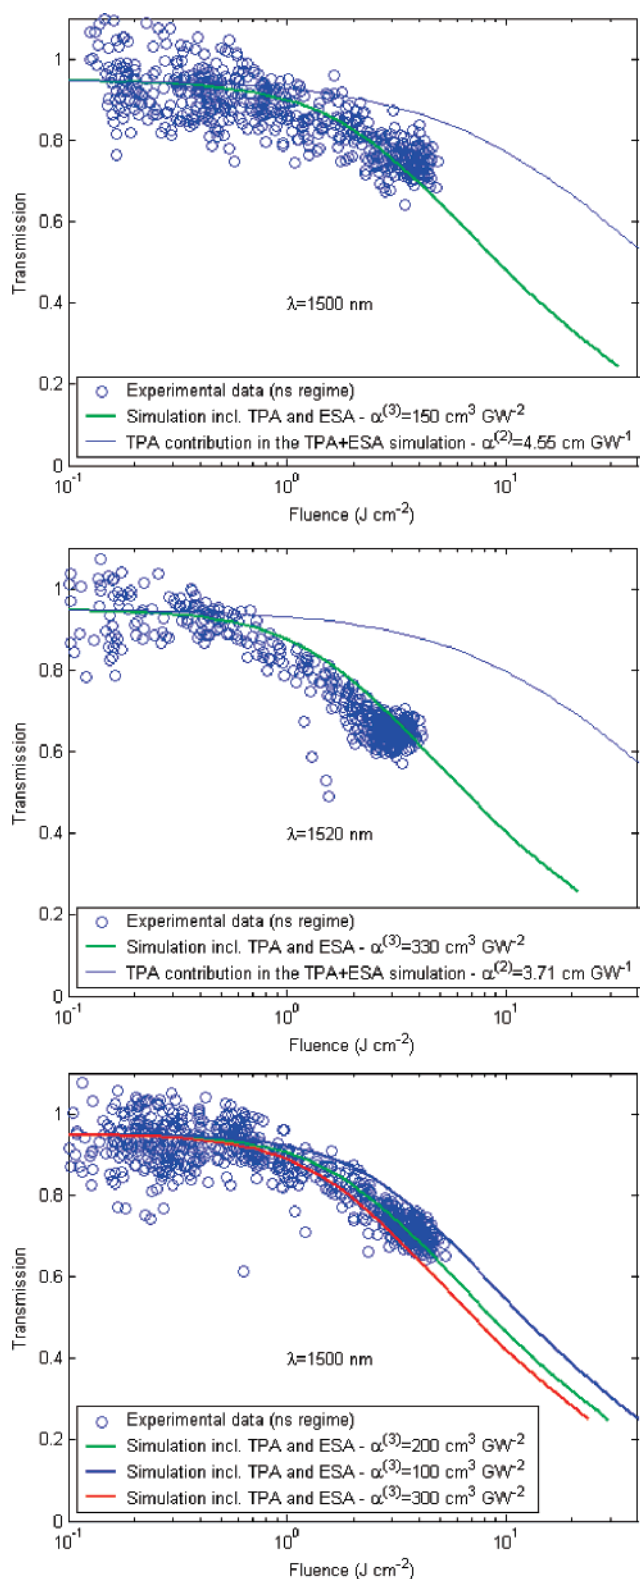 1
0.8
0.6
0.4
0.2
0
Transmission
λ=1500 nm
Experimental data (ns regime)
Simulation incl. TPA and ESA - α⁽³⁾=150 cm³ GW⁻²
TPA contribution in the TPA+ESA simulation - α⁽²⁾=4.55 cm GW⁻¹
10⁻¹ 10⁰ 10¹
Fluence (J cm⁻²)
1
0.8
0.6
0.4
0.2
0
Transmission
λ=1520 nm
Experimental data (ns regime)
Simulation incl. TPA and ESA - α⁽³⁾=330 cm³ GW⁻²
TPA contribution in the TPA+ESA simulation - α⁽²⁾=3.71 cm GW⁻¹
10⁻¹ 10⁰ 10¹
Fluence (J cm⁻²)
1
0.8
0.6
0.4
0.2
0
Transmission
λ=1500 nm
Experimental data (ns regime)
Simulation incl. TPA and ESA - α⁽³⁾=200 cm³ GW⁻²
Simulation incl. TPA and ESA - α⁽³⁾=100 cm³ GW⁻²
Simulation incl. TPA and ESA - α⁽³⁾=300 cm³ GW⁻²
10⁻¹ 10⁰ 10¹
Fluence (J cm⁻²)